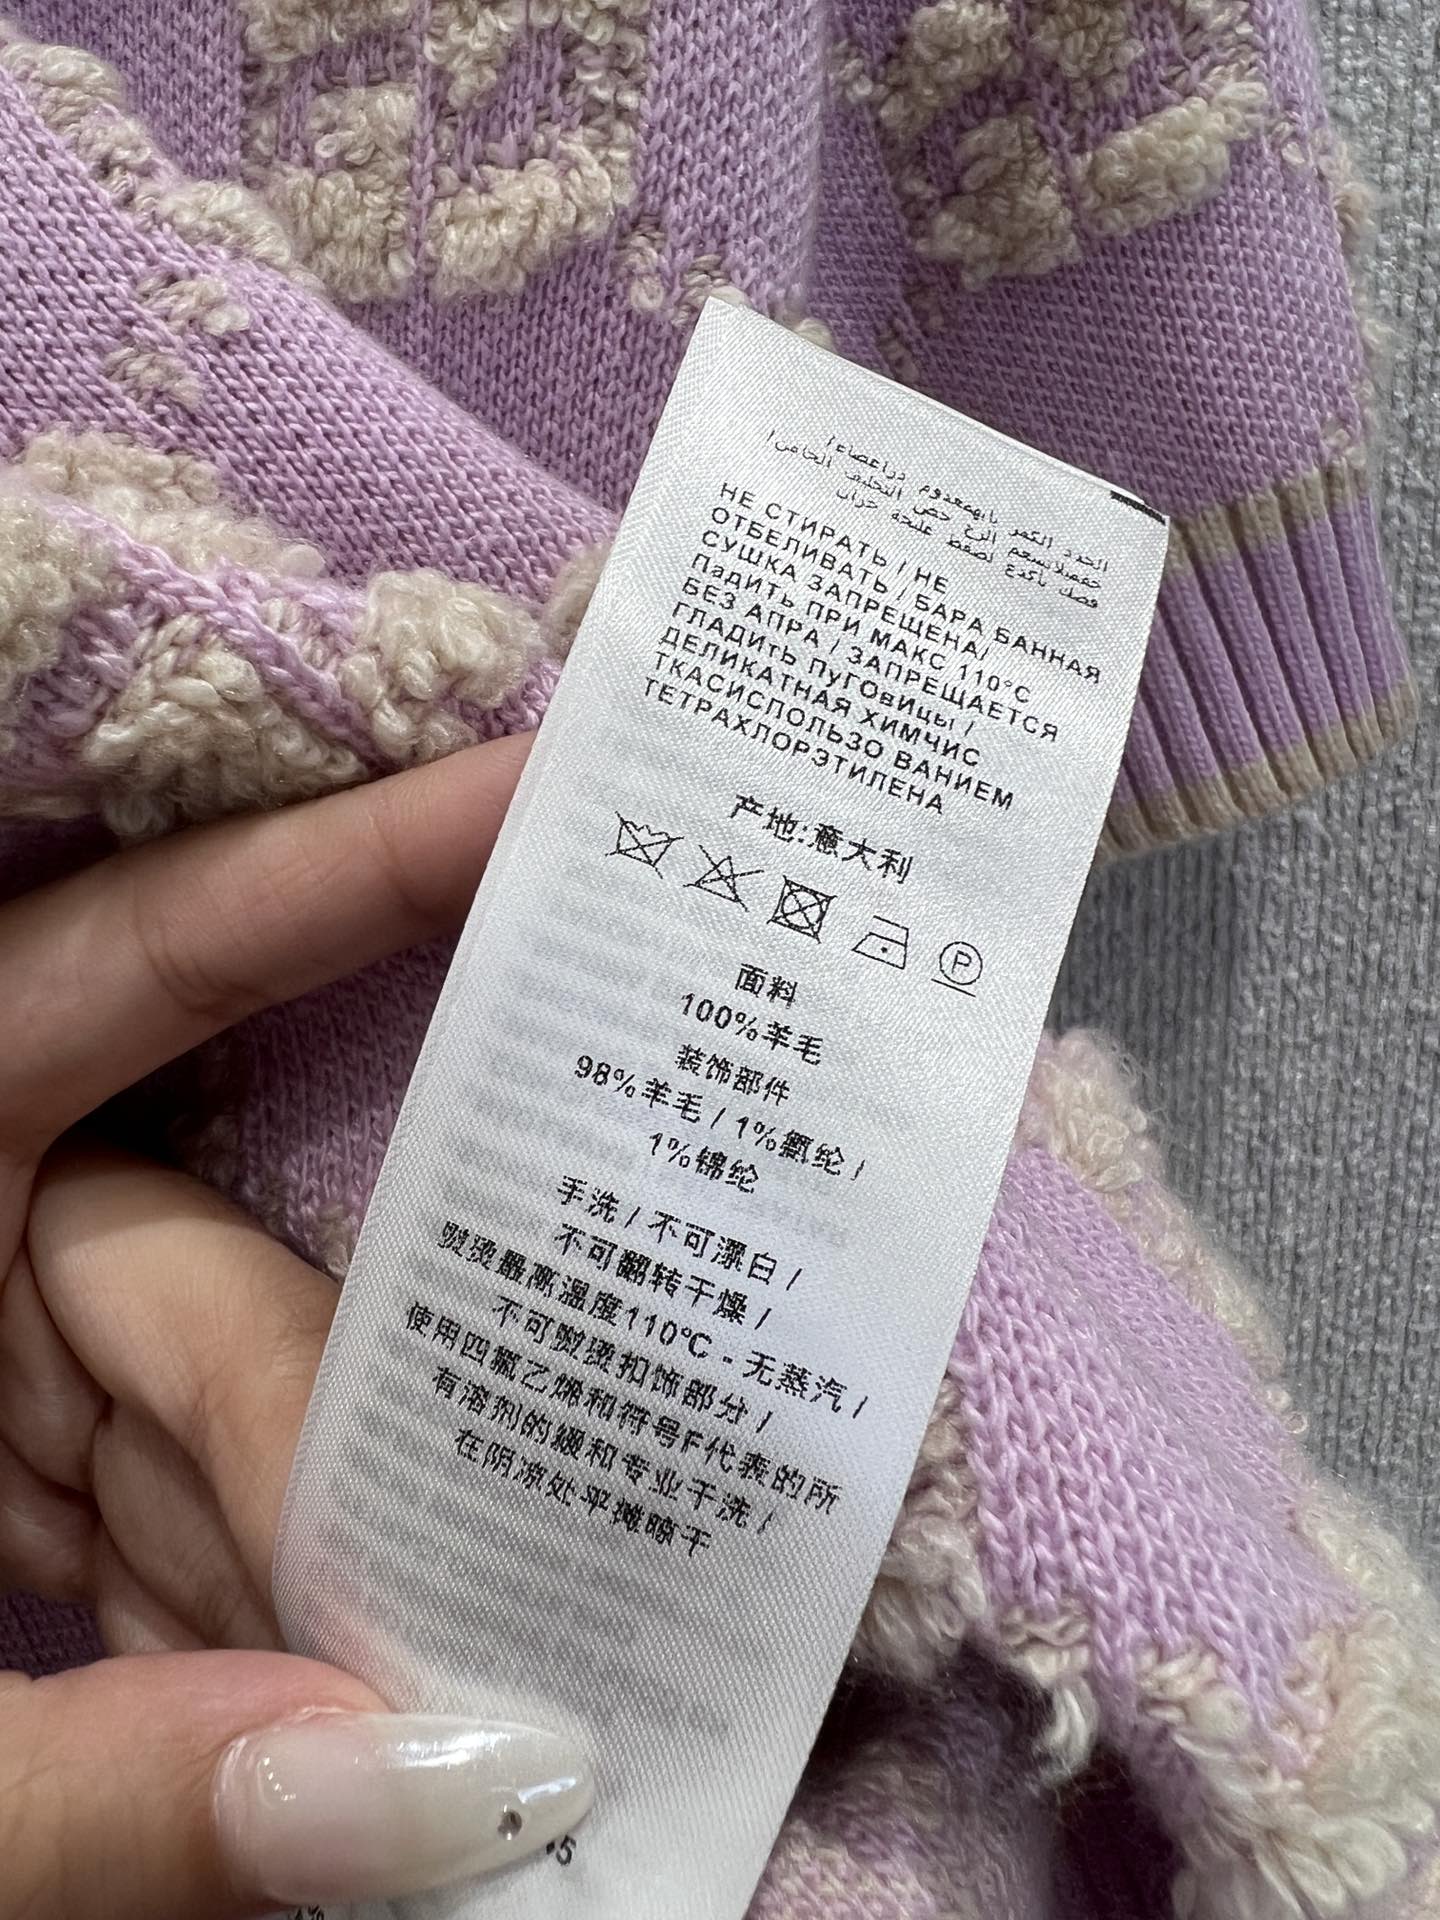 НЕ СТИРАТЬ / НЕ
ОТБЕЛИВАТЬ / БАРА БАННАЯ
СУШКА ЗАПРЕЩЕНА/
ПадИТЬ ПРИ МАКС 110°C
БЕЗ АПРА / ЗАПРЕЩАЕТСЯ
ГЛАДИТЬ ПУГОВИЦЫ /
ДЕЛИКАТНАЯ ХИМЧИС
ТКАСИСПОЛЬЗО ВАНИЕМ
ТЕТРАХЛОРЭТИЛЕНА
产地:意大利
P
面料
100%羊毛
装饰部件
98%羊毛 / 1%氨纶 /
1%锦纶
手洗 / 不可漂白 /
不可翻转干燥 /
熨烫最高温度110°C - 无蒸汽 /
不可熨烫扣饰部分 /
使用四氯乙烯和符号F代表的所
有溶剂的缓和专业干洗 /
在阴凉处平摊晾干